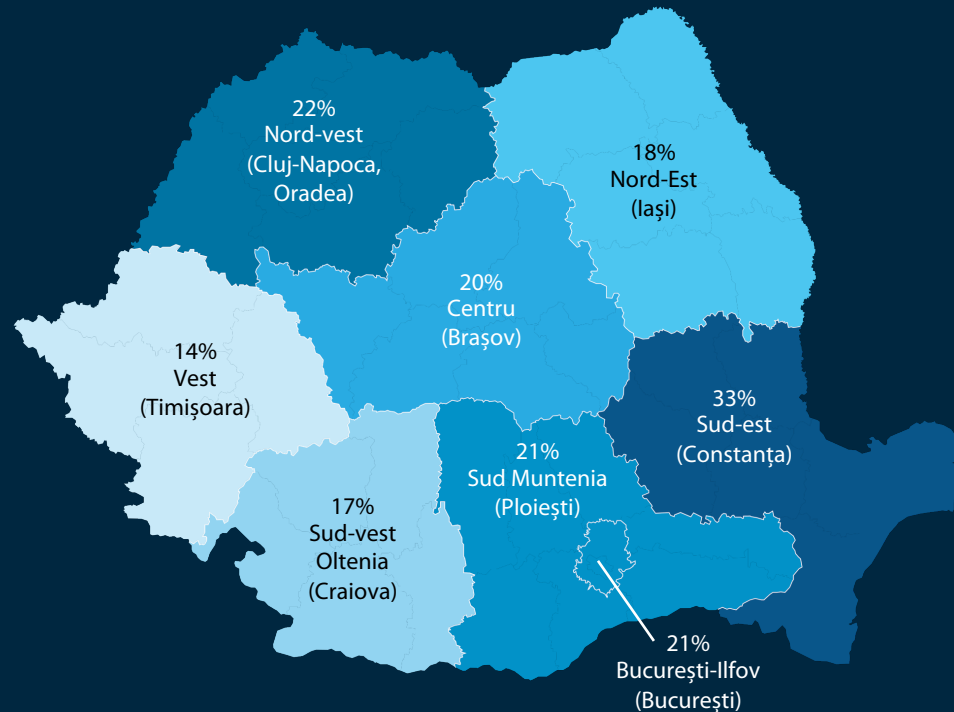 22%
Nord-vest
(Cluj-Napoca,
Oradea)
18%
Nord-Est
(Iași)
20%
Centru
(Brașov)
14%
Vest
(Timișoara)
33%
Sud-est
(Constanța)
21%
Sud Muntenia
(Ploiești)
17%
Sud-vest
Oltenia
(Craiova)
21%
București-Ilfov
(București)